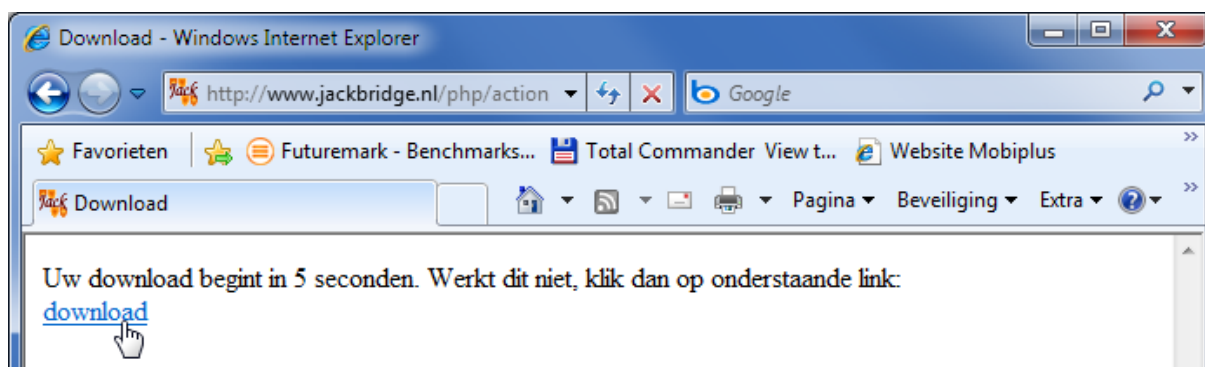 Download - Windows Internet Explorer
Jack http://www.jackbridge.nl/php/action Google
Favorieten Futuremark - Benchmarks... Total Commander View t... Website Mobiplus
Jack Download Pagina Beveiliging Extra
Uw download begint in 5 seconden. Werkt dit niet, klik dan op onderstaande link:
download